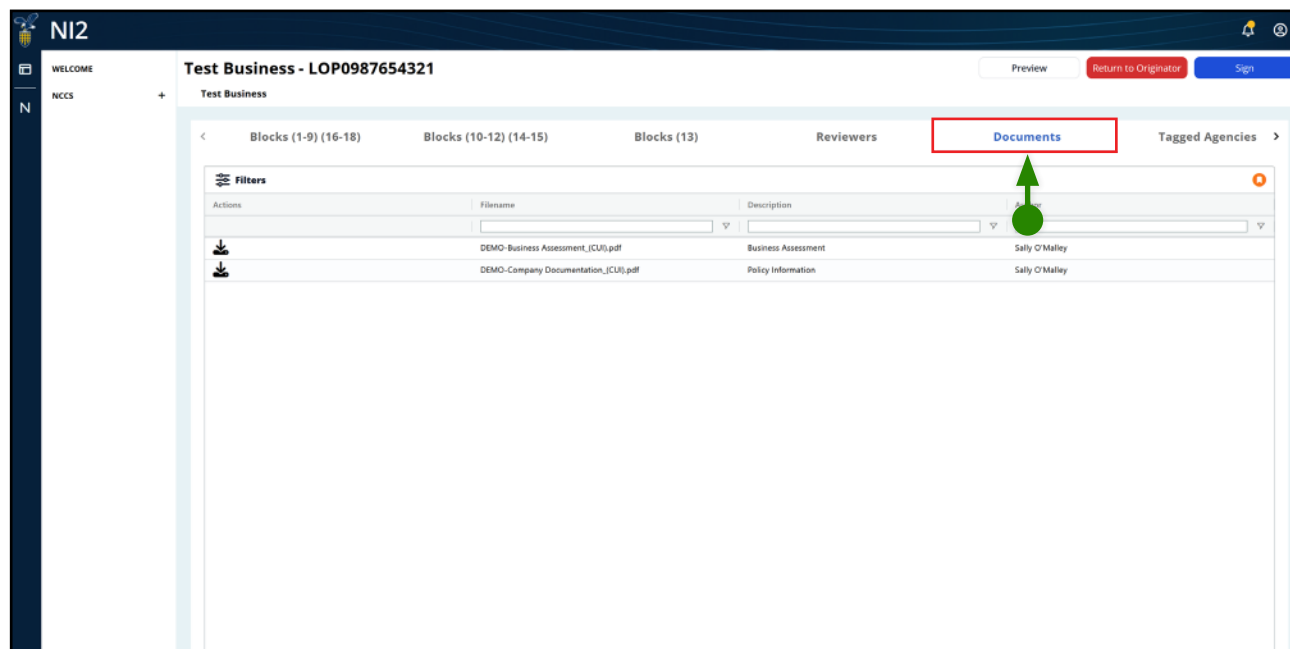 NI2
WELCOME
NCCS +
N
Test Business - LOP0987654321
Preview Return to Originator Sign
Test Business
Blocks (1-9) (16-18) Blocks (10-12) (14-15) Blocks (13) Reviewers Documents Tagged Agencies
Filters
Actions Filename Description
DEMO-Business Assessment_(CUI).pdf Business Assessment Sally O'Malley
DEMO-Company Documentation_(CUI).pdf Policy Information Sally O'Malley